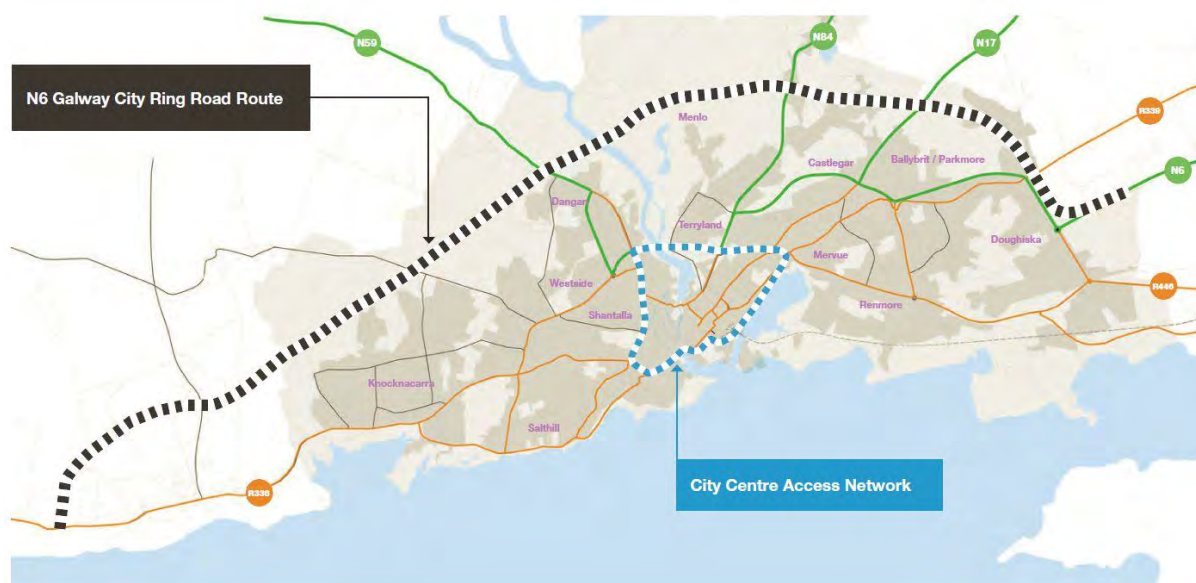 N59
N84
N17
N6 Galway City Ring Road Route
R339
Menlo
Castlegar
Ballybrit / Parkmore
N6
Dangan
Terryland
Doughiska
Westside
Mervue
R446
Shantalla
Renmore
Knocknacarra
Salthill
City Centre Access Network
R336